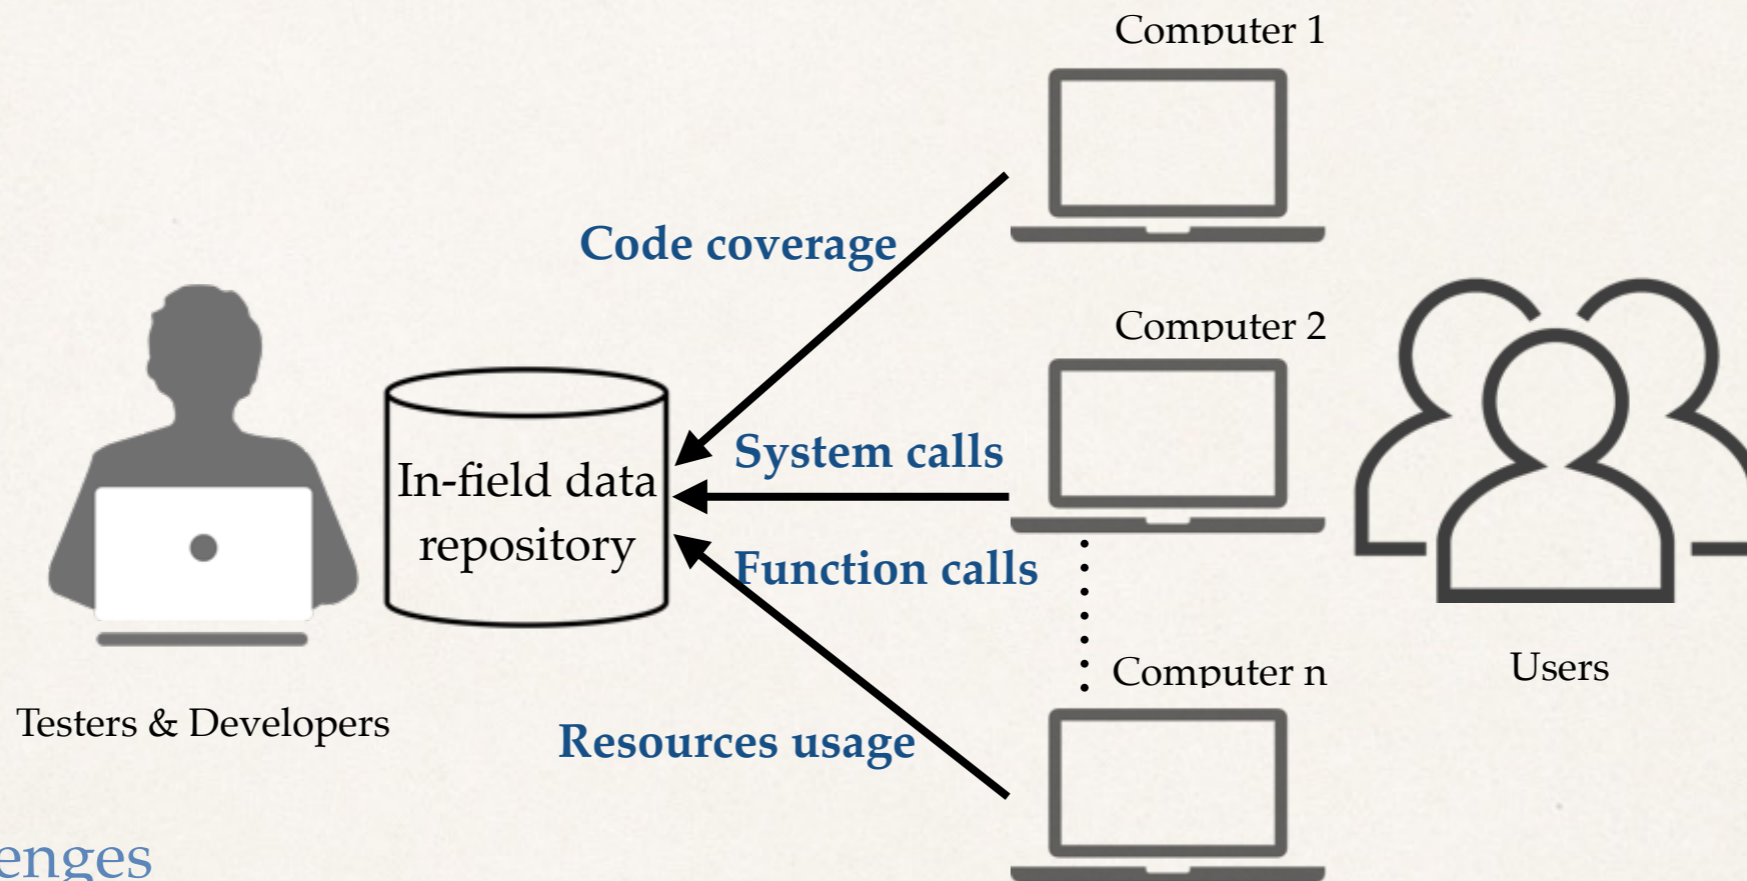 Computer 1
Code coverage
Computer 2
System calls
In-field data
repository
Function calls
Computer n
Users
Testers & Developers
Resources usage
enges